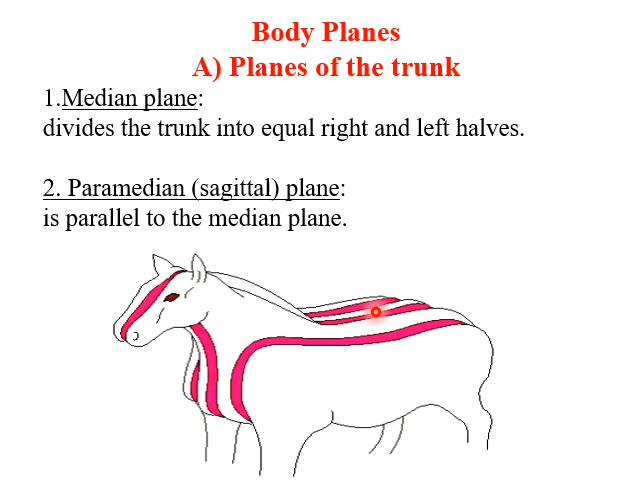 Body Planes
A) Planes of the trunk
1.Median plane:
divides the trunk into equal right and left halves.
2. Paramedian (sagittal) plane:
is parallel to the median plane.